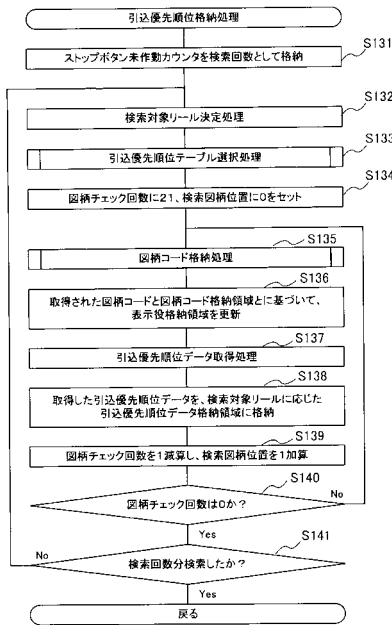 引込優先順位格納処理
S131
ストップボタン未作動カウンタを検索回数として格納
S132
検索対象リール決定処理
S133
引込優先順位テーブル選択処理
S134
図柄チェック回数に21、検索図柄位置に0をセット
S135
図柄コード格納処理
S136
取得された図柄コードと図柄コード格納領域とに基づいて、
表示役格納領域を更新
S137
引込優先順位データ取得処理
S138
取得した引込優先順位データを、検索対象リールに応じた
引込優先順位データ格納領域に格納
S139
図柄チェック回数を1減算し、検索図柄位置を1加算
S140
図柄チェック回数は0か?
No
Yes
S141
検索回数分検索したか?
No
Yes
戻る